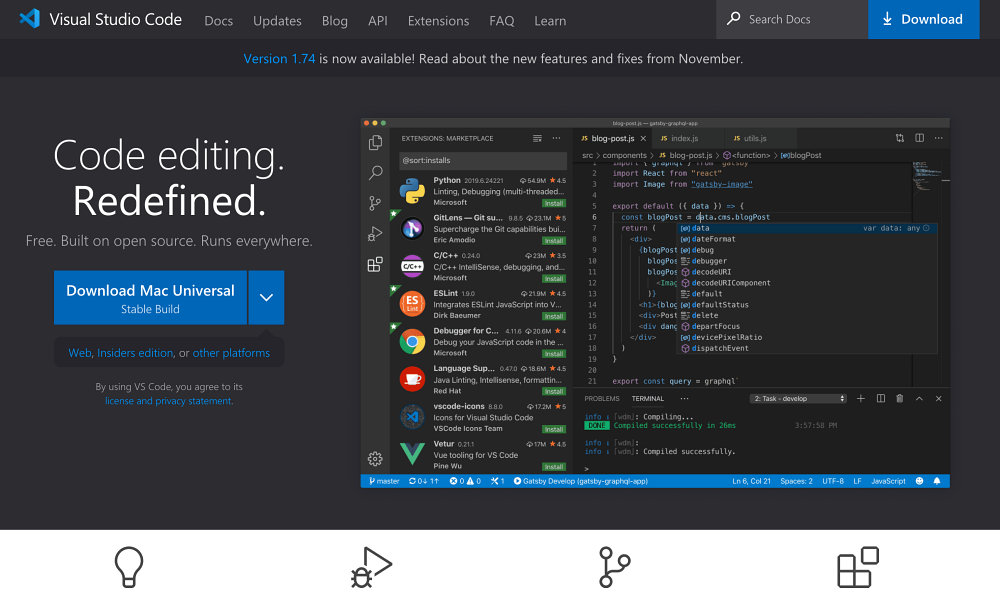 Visual Studio Code Docs Updates Blog API Extensions FAQ Learn Search Docs Download
Version 1.74 is now available! Read about the new features and fixes from November.
Code editing.
Redefined.
Free. Built on open source. Runs everywhere.
Download Mac Universal
Stable Build
Web, Insiders edition, or other platforms
By using VS Code, you agree to its
license and privacy statement.
blog-post.js — gatsby-graphql-app
EXTENSIONS: MARKETPLACE
@sort:installs
Python 2019.6.24221 54.9M 4.5
Linting, Debugging (multi-threaded...
Microsoft Install
GitLens — Git su... 9.8.5 23.1M 5
Supercharge the Git capabilities bui...
Eric Amodio Install
C/C++ 0.24.0 23M 3.5
C/C++ IntelliSense, debugging, and...
Microsoft Install
ESLint 1.9.0 21.9M 4.5
Integrates ESLint JavaScript into V...
Dirk Baeumer Install
Debugger for C... 4.11.6 20.6M 4
Debug your JavaScript code in the ...
Microsoft Install
Language Sup... 0.47.0 18.6M 4.5
Java Linting, Intellisense, formattin...
Red Hat Install
vscode-icons 8.8.0 17.2M 5
Icons for Visual Studio Code
VSCode Icons Team Install
Vetur 0.21.1 17M 4.5
Vue tooling for VS Code
Pine Wu Install
JS blog-post.js JS index.js JS utils.js
src > components > JS blog-post.js > <function> > blogPost
1 import { graphql } from "gatsby"
2 import React from "react"
3 import Image from "gatsby-image"
4
5 export default ({ data }) => {
6 const blogPost = data.cms.blogPost
7 return ( data var: data: any
8 <div> dateFormat
9 {blogPost debug
10 blogPo debugger
11 blogPo decodeURI
12 <Imag decodeURIComponent
13 )} default
14 <h1>{blog defaultStatus
15 <div>Post delete
16 <div dang departFocus
17 </div> devicePixelRatio
18 ) dispatchEvent
19 }
20
21 export const query = graphql`
PROBLEMS TERMINAL ... 2: Task - develop
info : [wdm]: Compiling...
DONE Compiled successfully in 26ms 3:57:58 PM
info : [wdm]:
info : [wdm]: Compiled successfully.
>
master 0↓ 1↑ 0 0 1 Gatsby Develop (gatsby-graphql-app) Ln 6, Col 21 Spaces: 2 UTF-8 LF JavaScript